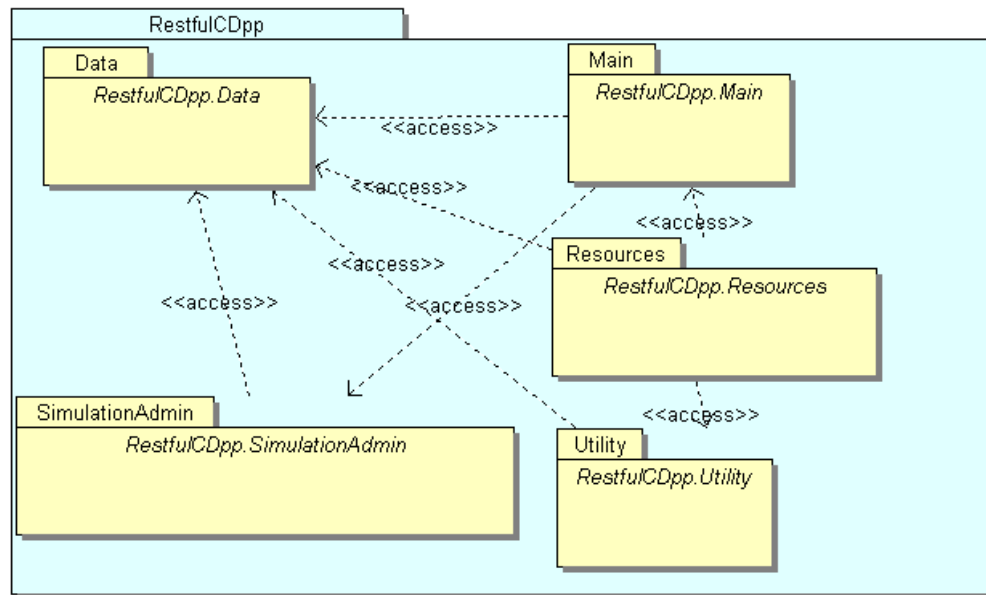 RestfulCDpp
Data
RestfulCDpp.Data
Main
RestfulCDpp.Main
<<access>>
<<access>>
<<access>>
Resources
RestfulCDpp.Resources
<<access>>
<<access>>
<<access>>
<<access>>
SimulationAdmin
RestfulCDpp.SimulationAdmin
Utility
RestfulCDpp.Utility